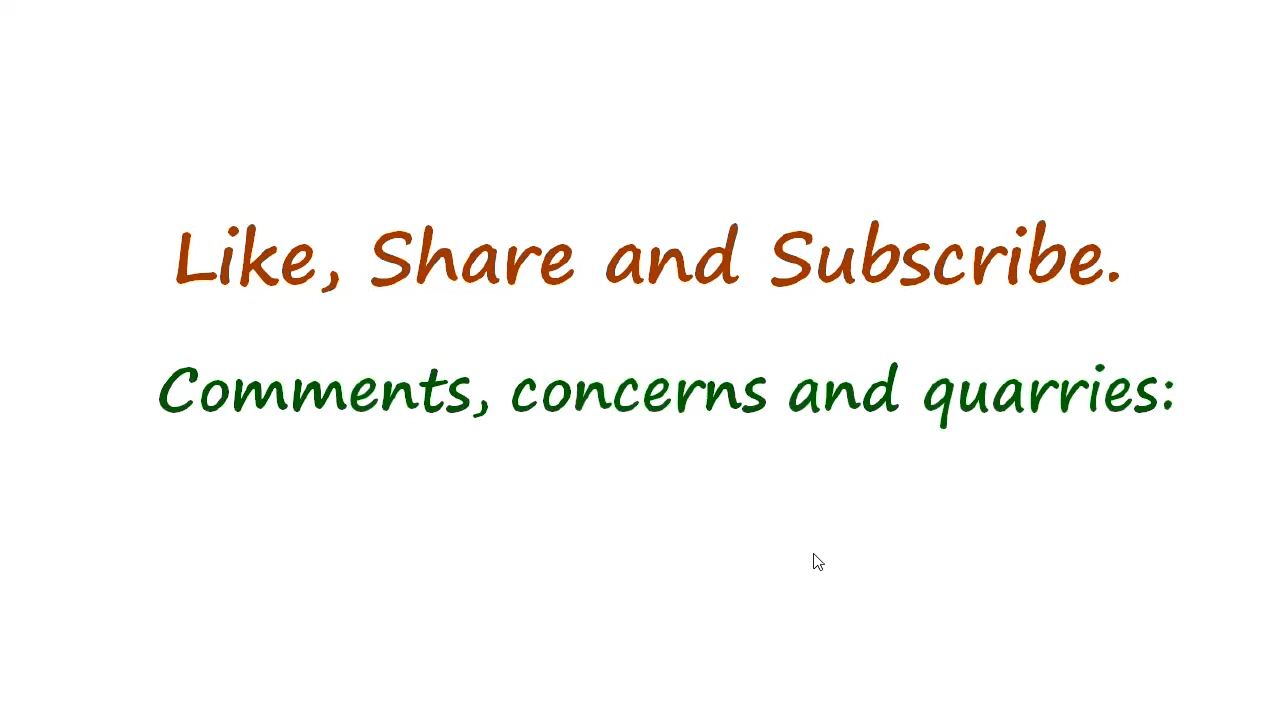 Like, Share and Subscribe.
Comments, concerns and quarries: